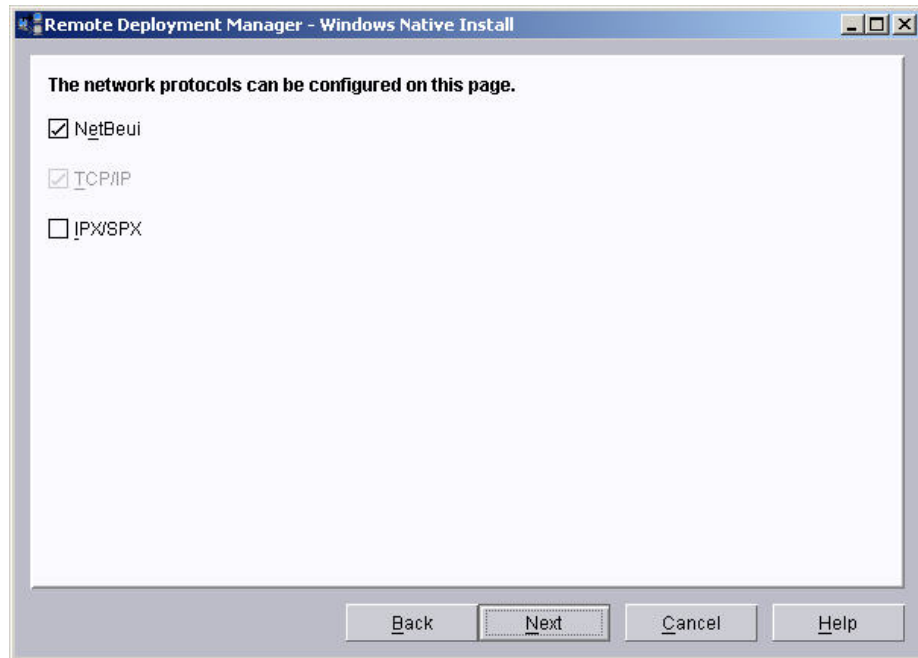 Remote Deployment Manager - Windows Native Install
The network protocols can be configured on this page.
NetBeui
TCP/IP
IPX/SPX
Back Next Cancel Help